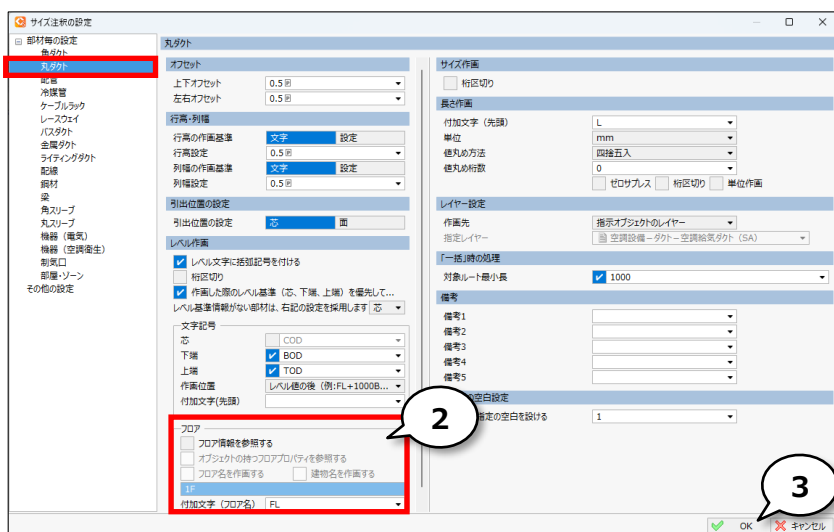 サイズ注釈の設定
部材毎の設定
角ダクト
丸ダクト
配管
冷媒管
ケーブルラック
レースウェイ
バスダクト
金属ダクト
ライティングダクト
配線
鋼材
梁
角スリーブ
丸スリーブ
機器(電気)
機器(空調衛生)
制気口
部屋・ゾーン
その他の設定
丸ダクト
オフセット
上下オフセット 0.5
左右オフセット 0.5
行高・列幅
行高の作画基準 文字 設定
行高設定 0.5
列幅の作画基準 文字 設定
列幅設定 0.5
引出位置の設定
引出位置の設定 芯 面
レベル作画
レベル文字に括弧記号を付ける
桁区切り
作画した際のレベル基準(芯、下端、上端)を優先して...
レベル基準情報がない部材は、右記の設定を採用します 芯
文字記号
芯 COD
下端 BOD
上端 TOD
作画位置 レベル値の後(例:FL+1000B...
付加文字(先頭)
フロア
フロア情報を参照する
オブジェクトの持つフロアプロパティを参照する
フロア名を作画する 建物名を作画する
1F
付加文字(フロア名) FL
サイズ作画
桁区切り
長さ作画
付加文字(先頭) L
単位 mm
値丸め方法 四捨五入
値丸め桁数 0
ゼロサプレス 桁区切り 単位作画
レイヤー設定
作画先 指示オブジェクトのレイヤー
指定レイヤー 空調設備-ダクト-空調給気ダクト(SA)
「一括」時の処理
対象ルート最小長 1000
備考
備考1
備考2
備考3
備考4
備考5
の空白設定
指定の空白を設ける 1
2
3
OK キャンセル